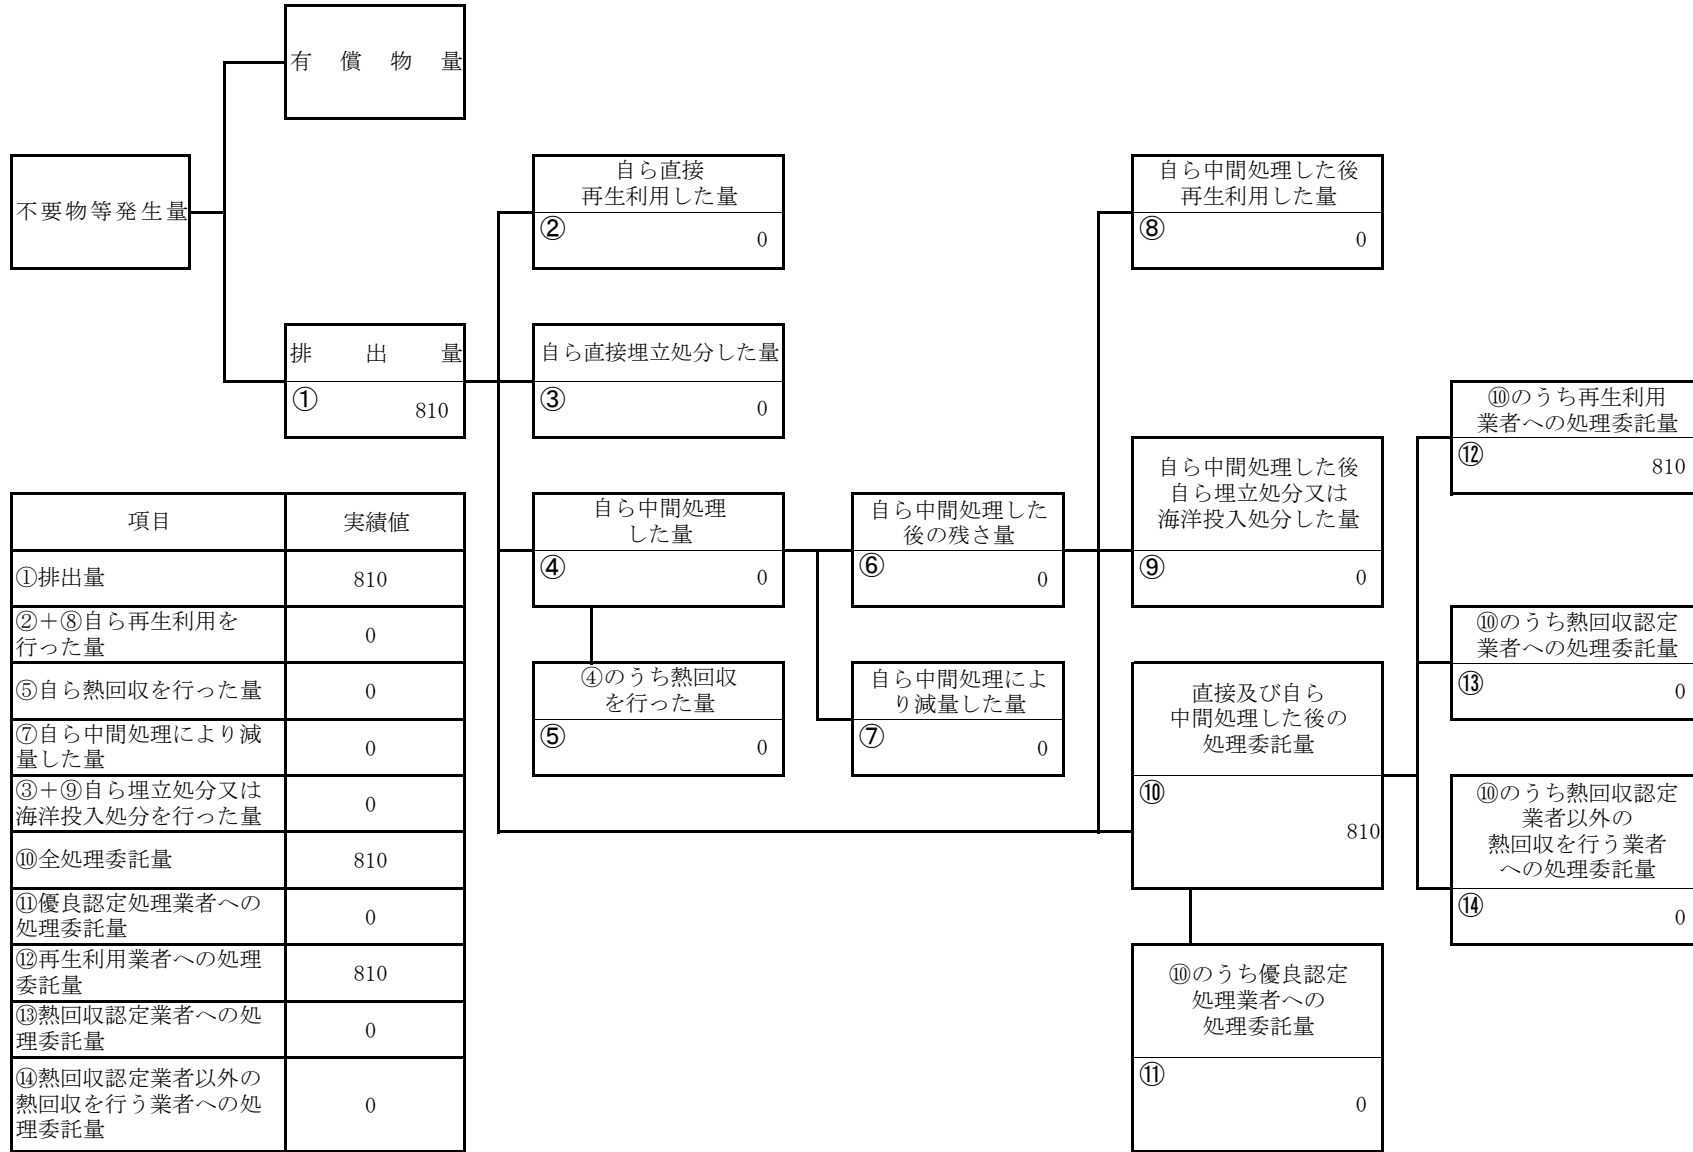 有償物量
不要物等発生量
自ら直接
再生利用した量
②
0
自ら中間処理した後
再生利用した量
⑧
0
排出量
①
810
自ら直接埋立処分した量
③
0
⑩のうち再生利用
業者への処理委託量
⑫
810
自ら中間処理
した量
④
0
自ら中間処理した
後の残さ量
⑥
0
自ら中間処理した後
自ら埋立処分又は
海洋投入処分した量
⑨
0
⑩のうち熱回収認定
業者への処理委託量
⑬
0
④のうち熱回収
を行った量
⑤
0
自ら中間処理によ
り減量した量
⑦
0
直接及び自ら
中間処理した後の
処理委託量
⑩
810
⑩のうち熱回収認定
業者以外の
熱回収を行う業者
への処理委託量
⑭
0
⑩のうち優良認定
処理業者への
処理委託量
⑪
0
項目 実績値
①排出量 810
②+⑧自ら再生利用を
行った量 0
⑤自ら熱回収を行った量 0
⑦自ら中間処理により減
量した量 0
③+⑨自ら埋立処分又は
海洋投入処分を行った量 0
⑩全処理委託量 810
⑪優良認定処理業者への
処理委託量 0
⑫再生利用業者への処理
委託量 810
⑬熱回収認定業者への処
理委託量 0
⑭熱回収認定業者以外の
熱回収を行う業者への処
理委託量 0